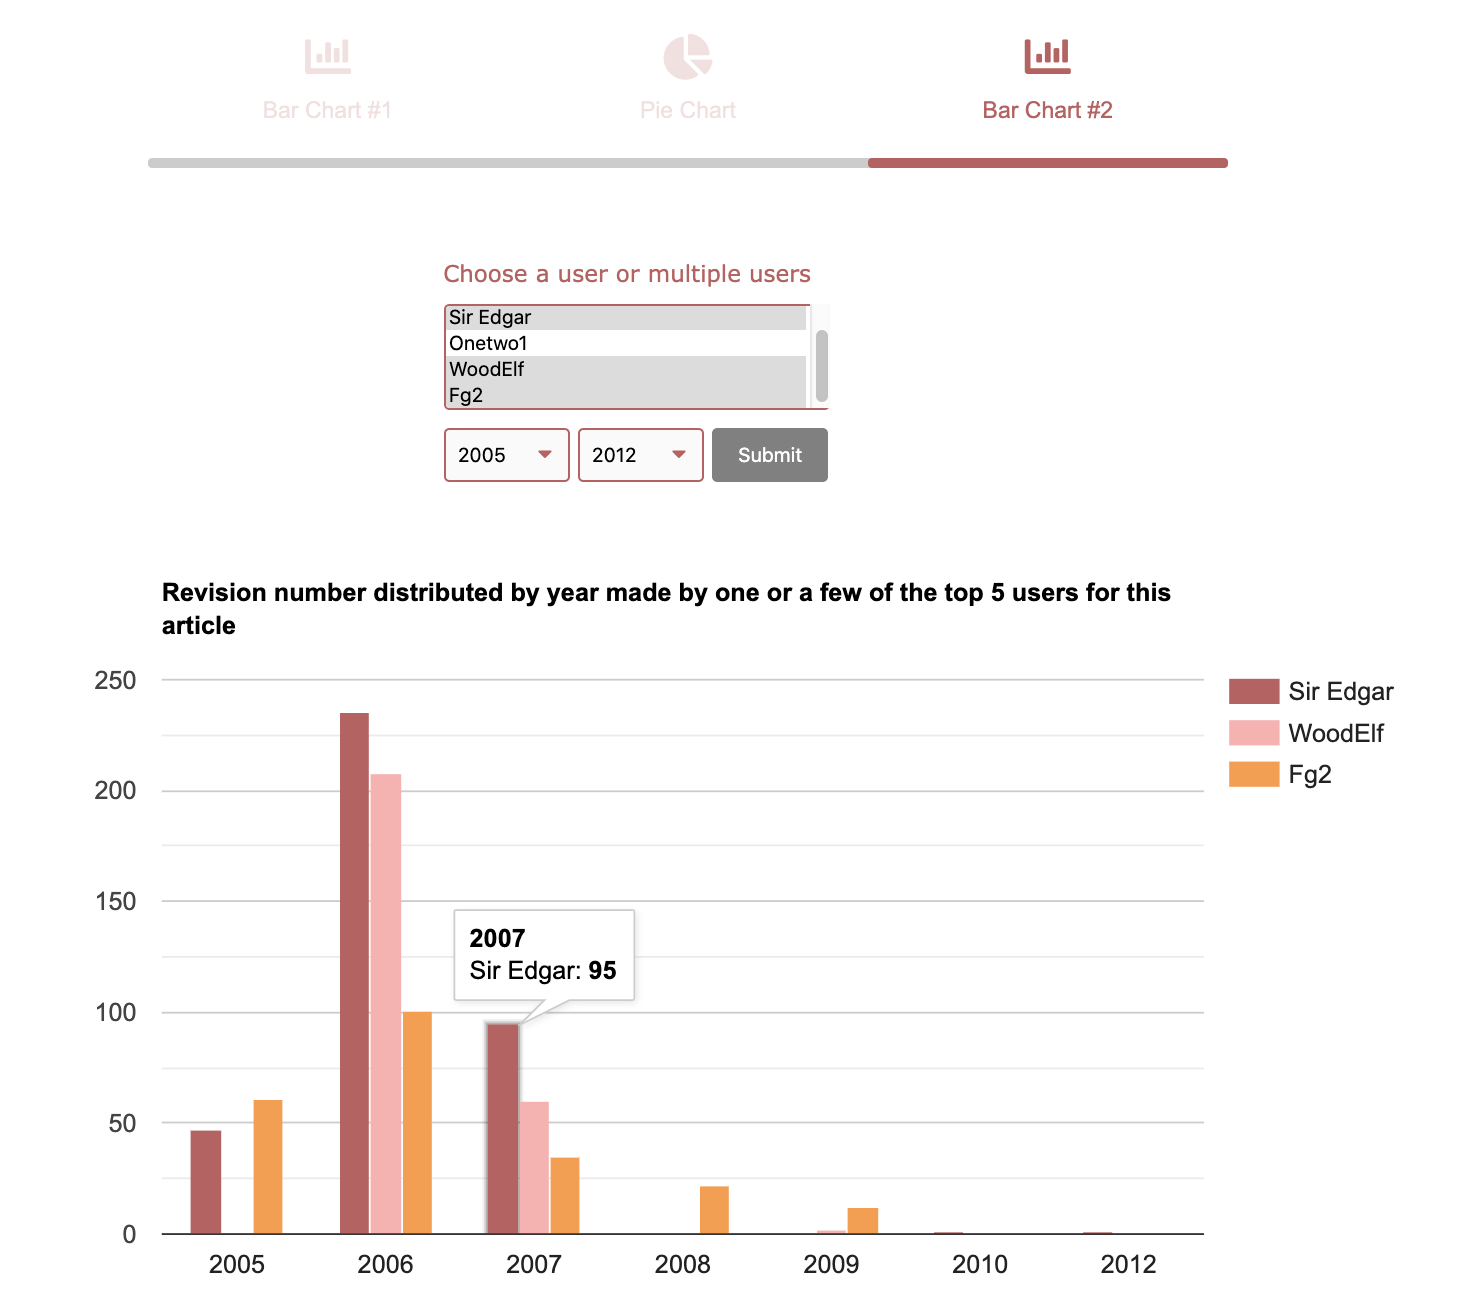 Bar Chart #1
Pie Chart
Bar Chart #2
Choose a user or multiple users
Sir Edgar
Onetwo1
WoodElf
Fg2
2005
2012
Submit
Revision number distributed by year made by one or a few of the top 5 users for this
article
250
200
150
100
50
0
Sir Edgar
WoodElf
Fg2
2007
Sir Edgar: 95
2005
2006
2007
2008
2009
2010
2012